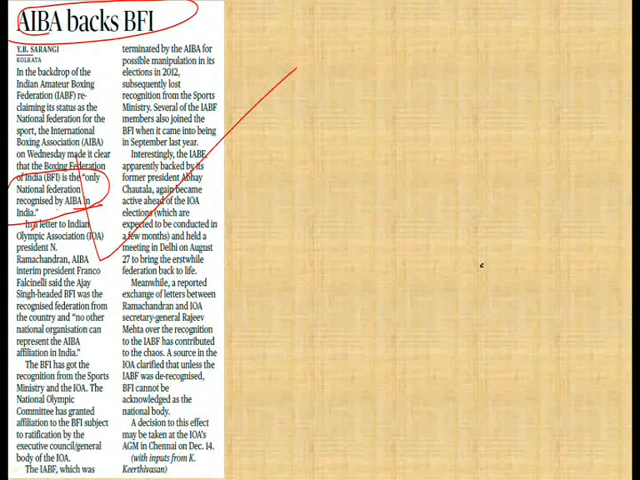 AIBA backs BFI
Y.B. SARANGI
KOLKATA
In the backdrop of the
Indian Amateur Boxing
Federation (IABF) re-
claiming its status as the
National federation for the
sport, the International
Boxing Association (AIBA)
on Wednesday made it clear
that the Boxing Federation
of India (BFI) is the “only
National federation
recognised by AIBA in
India.”
In a letter to Indian
Olympic Association (IOA)
president N.
Ramachandran, AIBA
interim president Franco
Falcinelli said the Ajay
Singh-headed BFI was the
recognised federation from
the country and “no other
national organisation can
represent the AIBA
affiliation in India.”
The BFI has got the
recognition from the Sports
Ministry and the IOA. The
National Olympic
Committee has granted
affiliation to the BFI subject
to ratification by the
executive council/general
body of the IOA.
The IABF, which was
terminated by the AIBA for
possible manipulation in its
elections in 2012,
subsequently lost
recognition from the Sports
Ministry. Several of the IABF
members also joined the
BFI when it came into being
in September last year.
Interestingly, the IABF,
apparently backed by its
former president Abhay
Chautala, again became
active ahead of the IOA
elections (which are
expected to be conducted in
a few months) and held a
meeting in Delhi on August
27 to bring the erstwhile
federation back to life.
Meanwhile, a reported
exchange of letters between
Ramachandran and IOA
secretary-general Rajeev
Mehta over the recognition
to the IABF has contributed
to the chaos. A source in the
IOA clarified that unless the
IABF was de-recognised,
BFI cannot be
acknowledged as the
national body.
A decision to this effect
may be taken at the IOA’s
AGM in Chennai on Dec. 14.
(with inputs from K.
Keerthivasan)